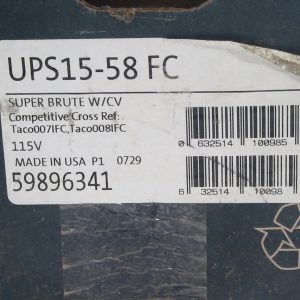 UPS15-58 FC
SUPER BRUTE W/CV
Competitive Cross Ref:
Taco007IFC,Taco008IFC
115V
MADE IN USA P1 0729
59896341
0 632514 100985
6 32514 10098